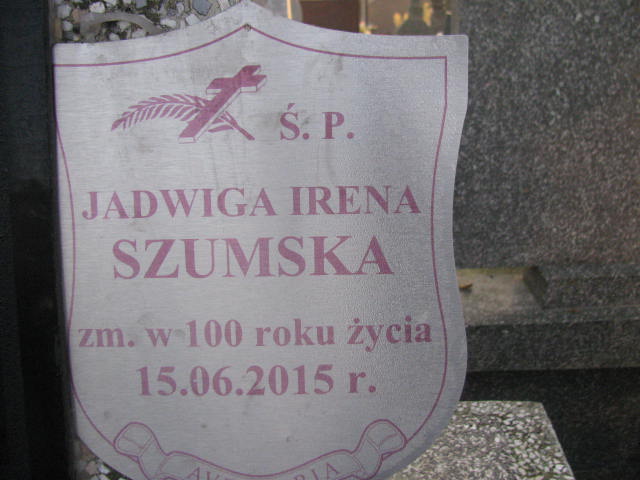 Ś. P.
JADWIGA IRENA
SZUMSKA
zm. w 100 roku życia
15.06.2015 r.